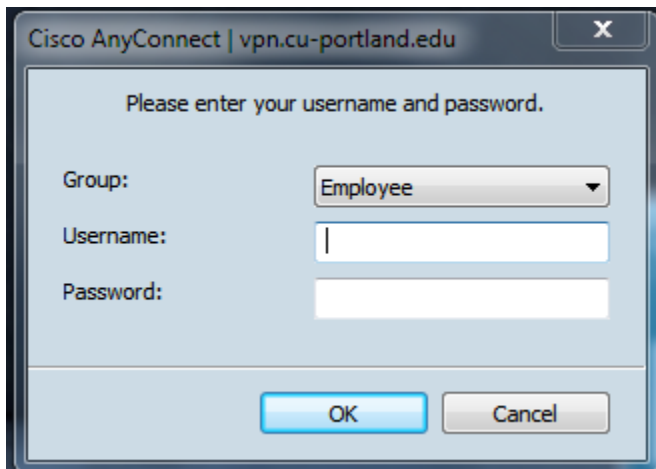 Cisco AnyConnect | vpn.cu-portland.edu
Please enter your username and password.
Group: Employee
Username:
Password:
OK Cancel